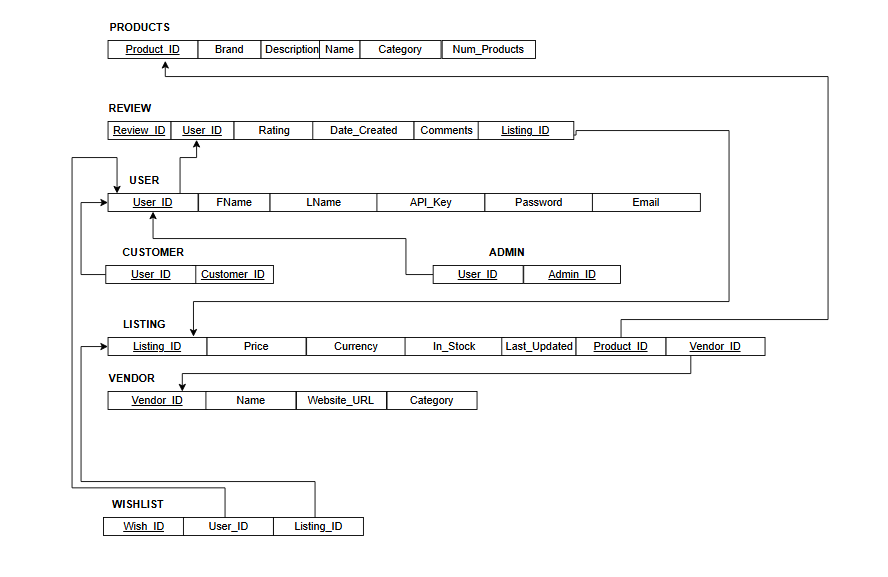 PRODUCTS
Product_ID Brand Description Name Category Num_Products
REVIEW
Review_ID User_ID Rating Date_Created Comments Listing_ID
USER
User_ID FName LName API_Key Password Email
CUSTOMER ADMIN
User_ID Customer_ID User_ID Admin_ID
LISTING
Listing_ID Price Currency In_Stock Last_Updated Product_ID Vendor_ID
VENDOR
Vendor_ID Name Website_URL Category
WISHLIST
Wish_ID User_ID Listing_ID